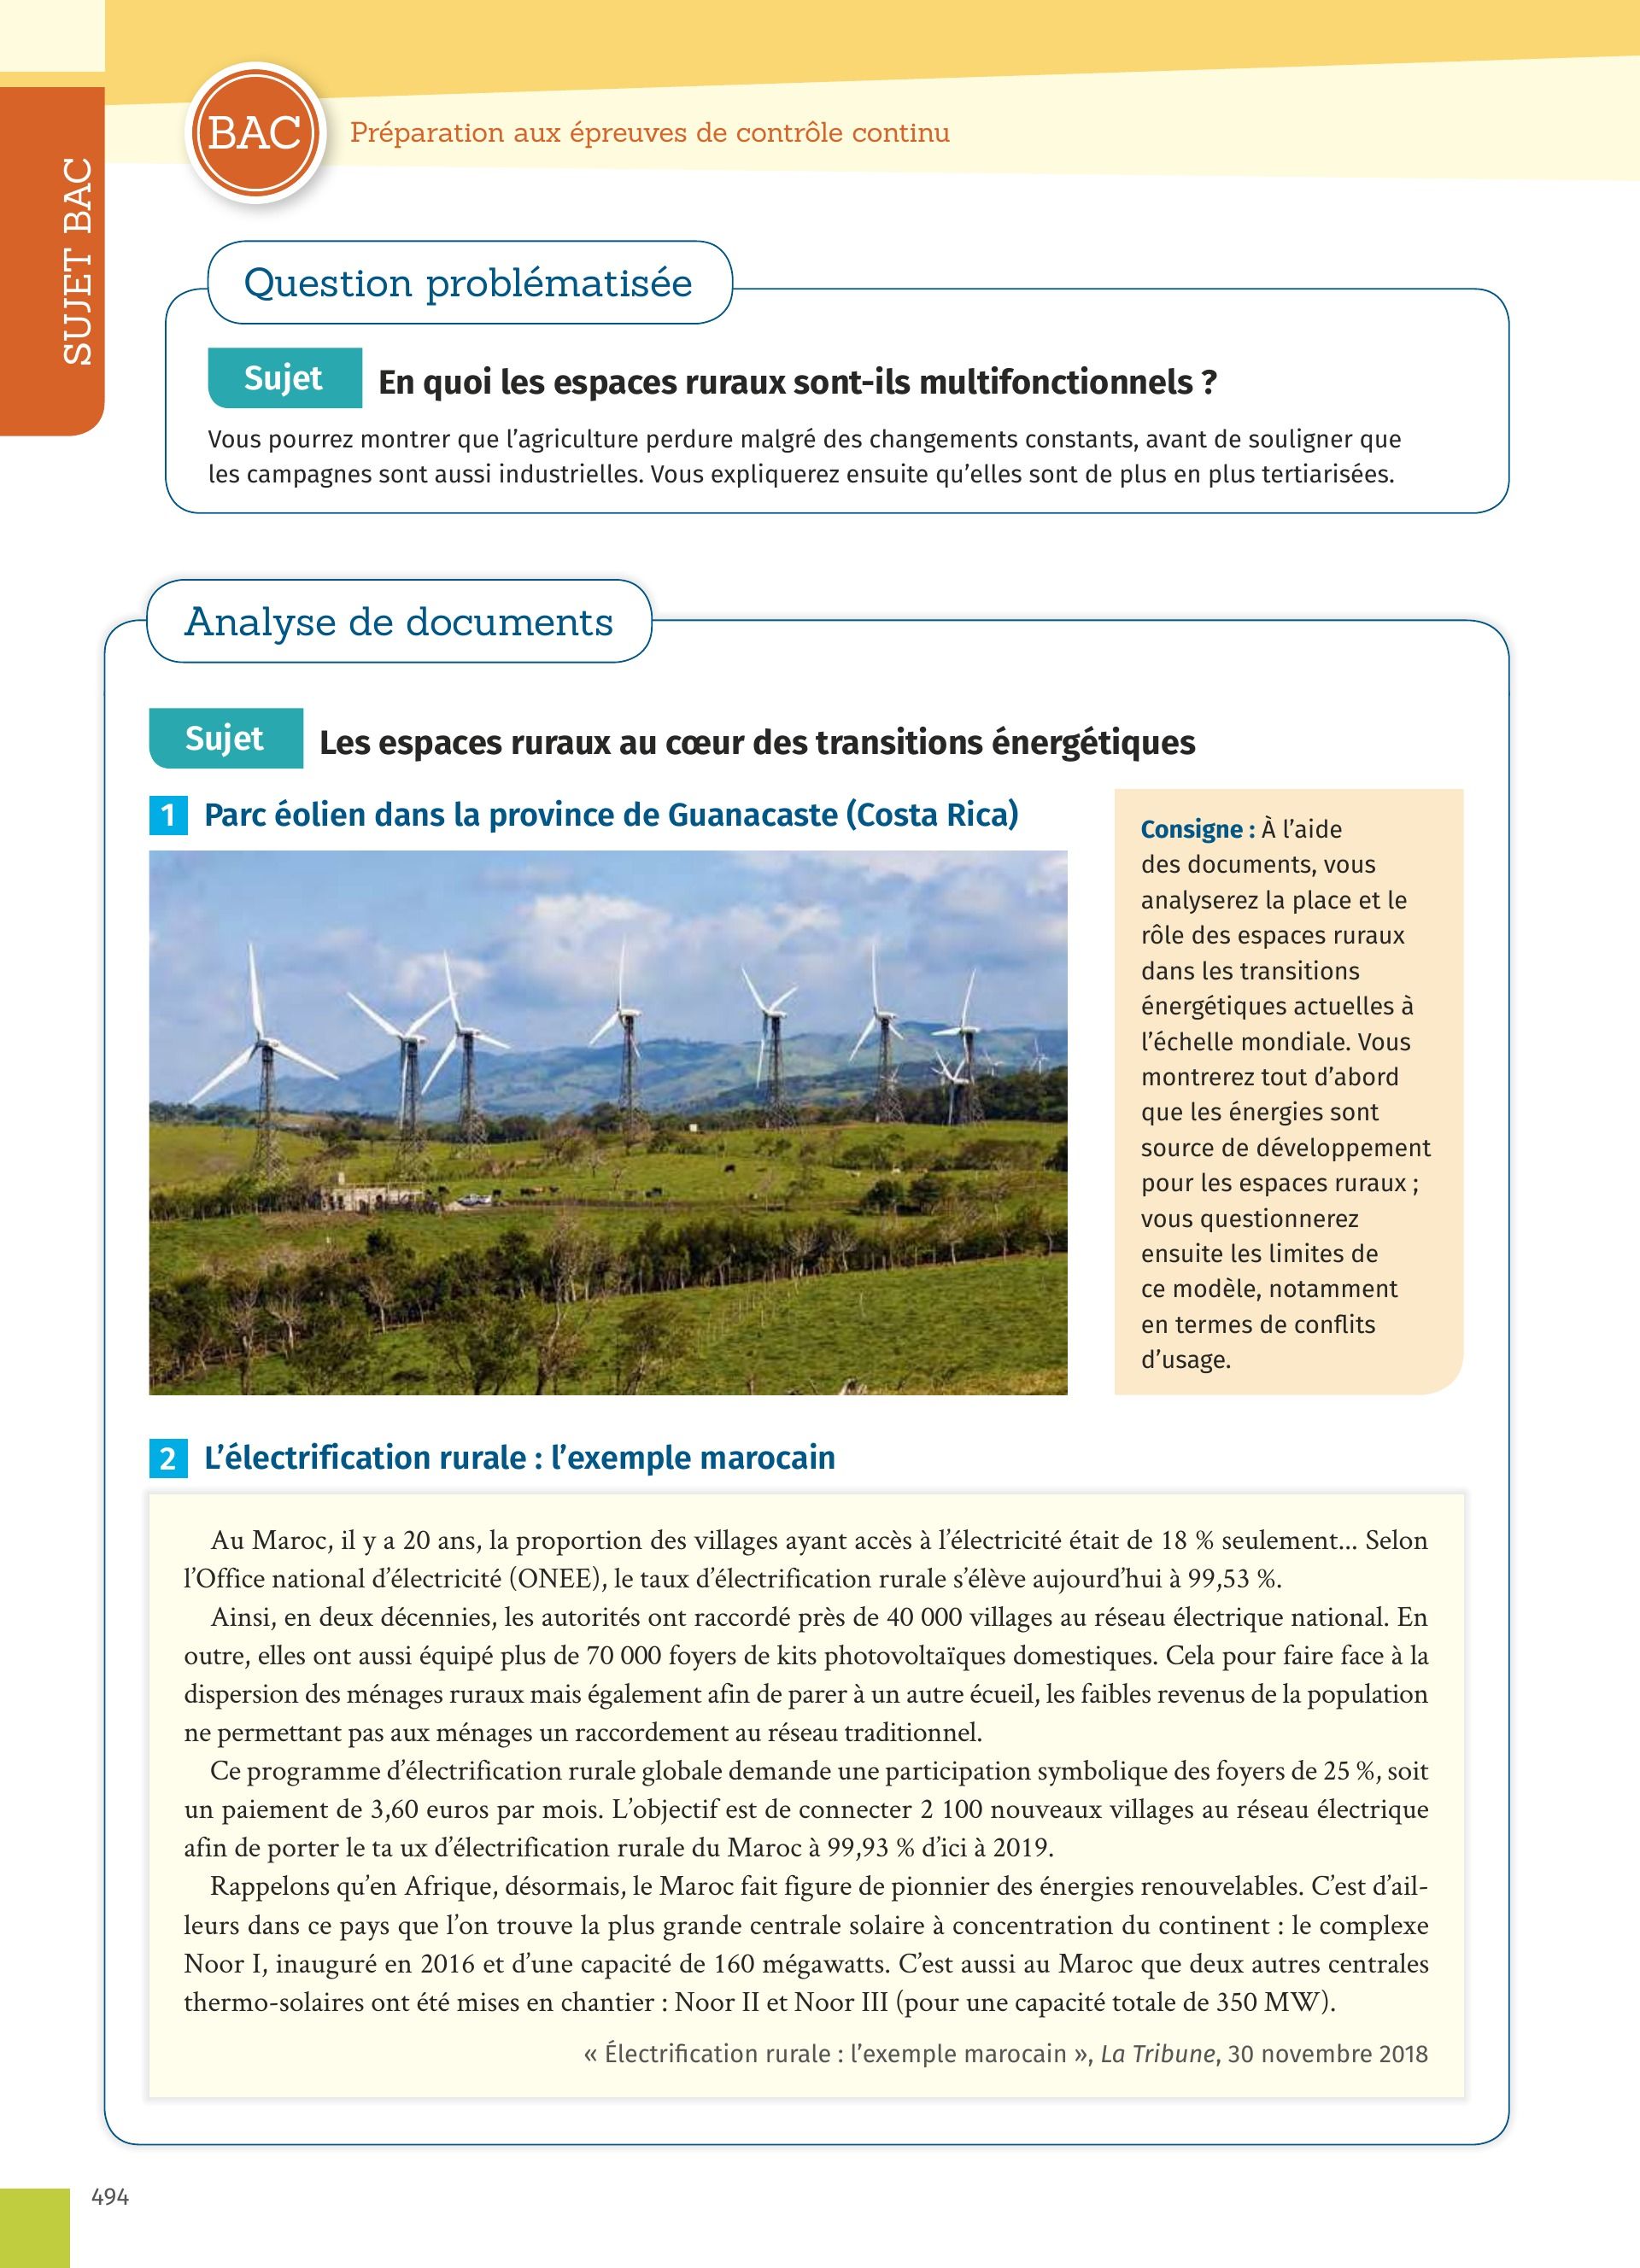 SUJET BAC
BAC
Préparation aux épreuves de contrôle continu
Question problématisée
Sujet
En quoi les espaces ruraux sont-ils multifonctionnels ?
Vous pourrez montrer que l’agriculture perdure malgré des changements constants, avant de souligner que
les campagnes sont aussi industrielles. Vous expliquerez ensuite qu’elles sont de plus en plus tertiarisées.
Analyse de documents
Sujet
Les espaces ruraux au cœur des transitions énergétiques
1 Parc éolien dans la province de Guanacaste (Costa Rica)
Consigne : À l’aide
des documents, vous
analyserez la place et le
rôle des espaces ruraux
dans les transitions
énergétiques actuelles à
l’échelle mondiale. Vous
montrerez tout d’abord
que les énergies sont
source de développement
pour les espaces ruraux ;
vous questionnerez
ensuite les limites de
ce modèle, notamment
en termes de conflits
d’usage.
2 L’électrification rurale : l’exemple marocain
Au Maroc, il y a 20 ans, la proportion des villages ayant accès à l’électricité était de 18 % seulement... Selon
l’Office national d’électricité (ONEE), le taux d’électrification rurale s’élève aujourd’hui à 99,53 %.
Ainsi, en deux décennies, les autorités ont raccordé près de 40 000 villages au réseau électrique national. En
outre, elles ont aussi équipé plus de 70 000 foyers de kits photovoltaïques domestiques. Cela pour faire face à la
dispersion des ménages ruraux mais également afin de parer à un autre écueil, les faibles revenus de la population
ne permettant pas aux ménages un raccordement au réseau traditionnel.
Ce programme d’électrification rurale globale demande une participation symbolique des foyers de 25 %, soit
un paiement de 3,60 euros par mois. L’objectif est de connecter 2 100 nouveaux villages au réseau électrique
afin de porter le ta ux d’électrification rurale du Maroc à 99,93 % d’ici à 2019.
Rappelons qu’en Afrique, désormais, le Maroc fait figure de pionnier des énergies renouvelables. C’est d’ail-
leurs dans ce pays que l’on trouve la plus grande centrale solaire à concentration du continent : le complexe
Noor I, inauguré en 2016 et d’une capacité de 160 mégawatts. C’est aussi au Maroc que deux autres centrales
thermo-solaires ont été mises en chantier : Noor II et Noor III (pour une capacité totale de 350 MW).
« Électrification rurale : l’exemple marocain », La Tribune, 30 novembre 2018
494